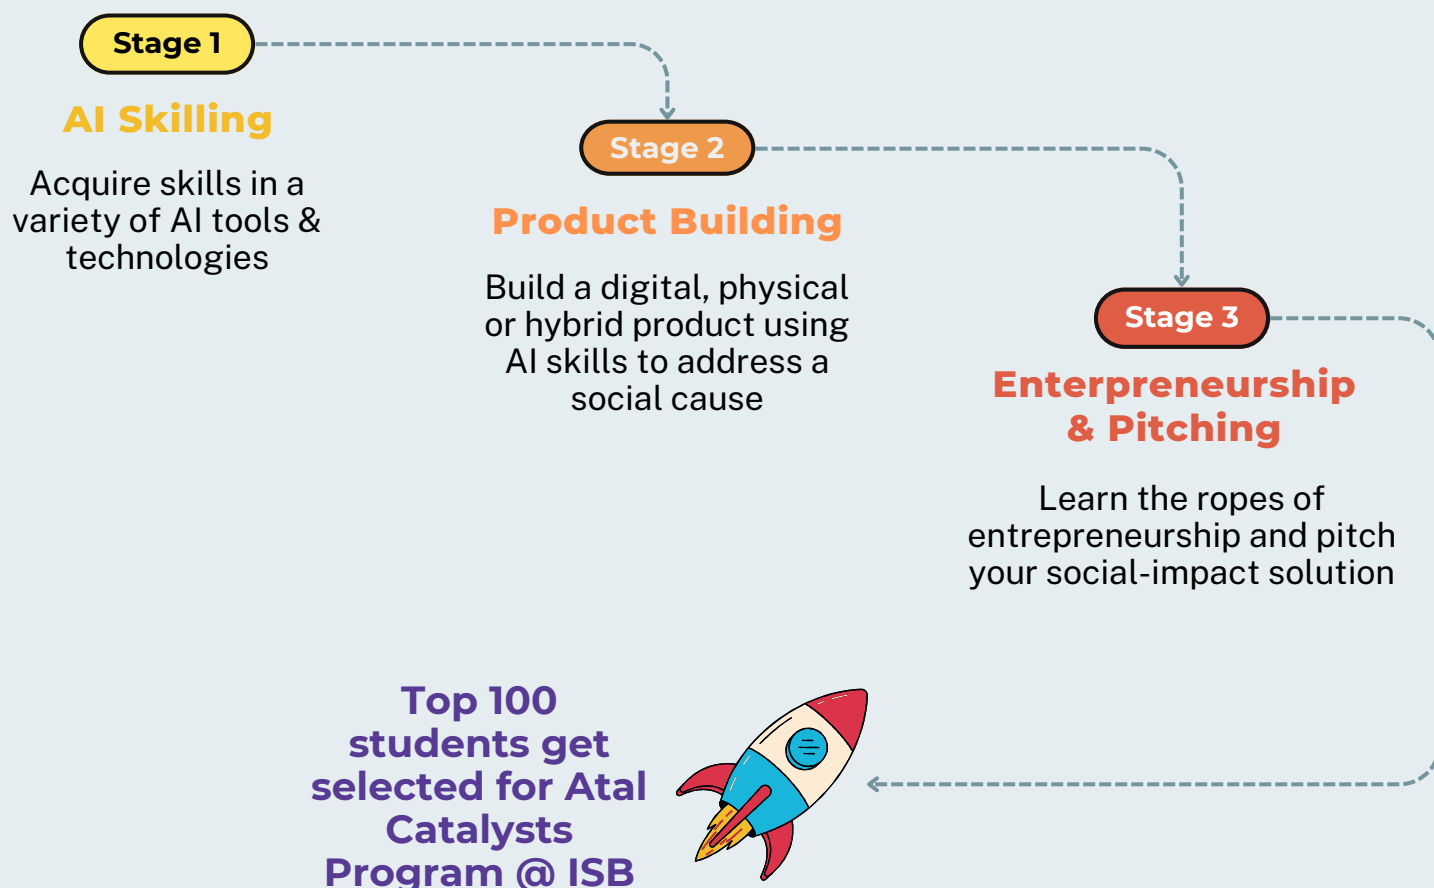 Stage 1
AI Skilling
Acquire skills in a
variety of AI tools &
technologies
Stage 2
Product Building
Build a digital, physical
or hybrid product using
AI skills to address a
social cause
Stage 3
Enterpreneurship
& Pitching
Learn the ropes of
entrepreneurship and pitch
your social-impact solution
Top 100
students get
selected for Atal
Catalysts
Program @ ISB